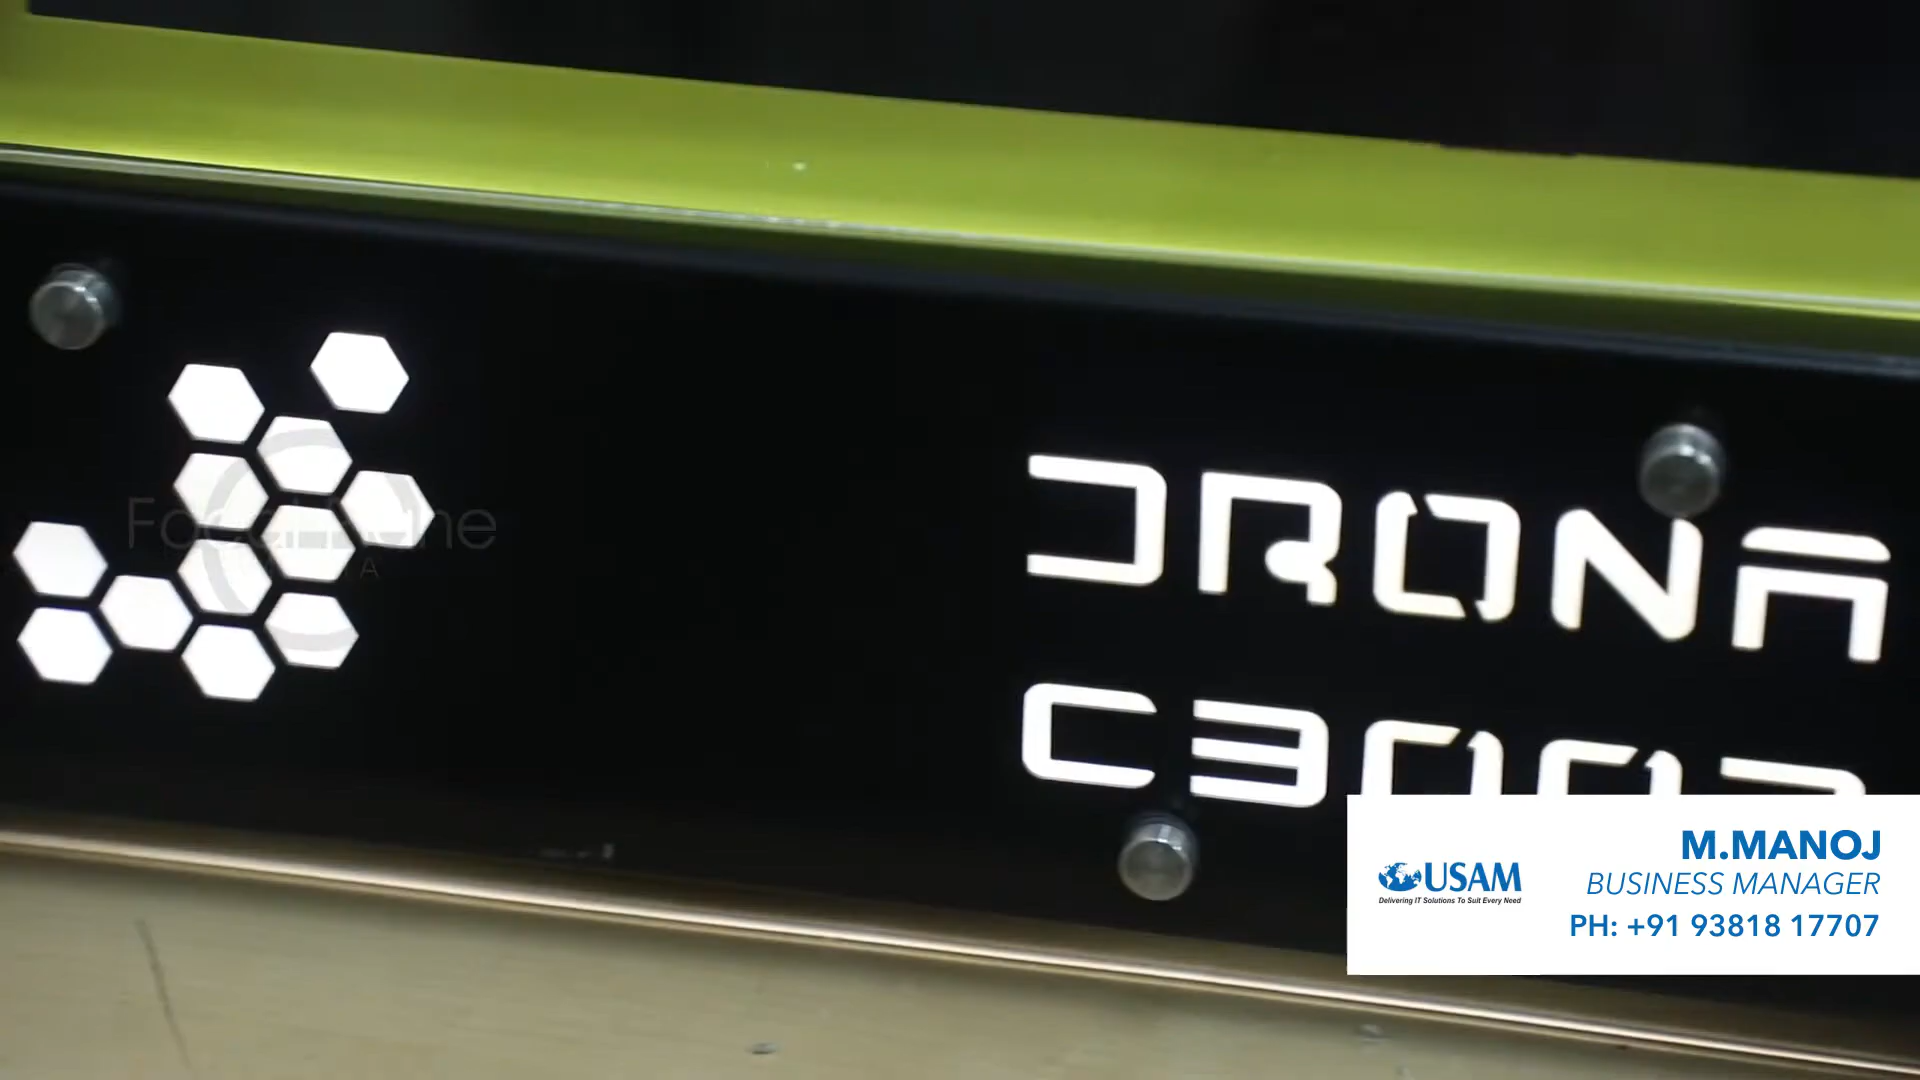 DRONA
M.MANOJ
USAM
BUSINESS MANAGER
Delivering IT Solutions To Suit Every Need
PH: +91 93818 17707